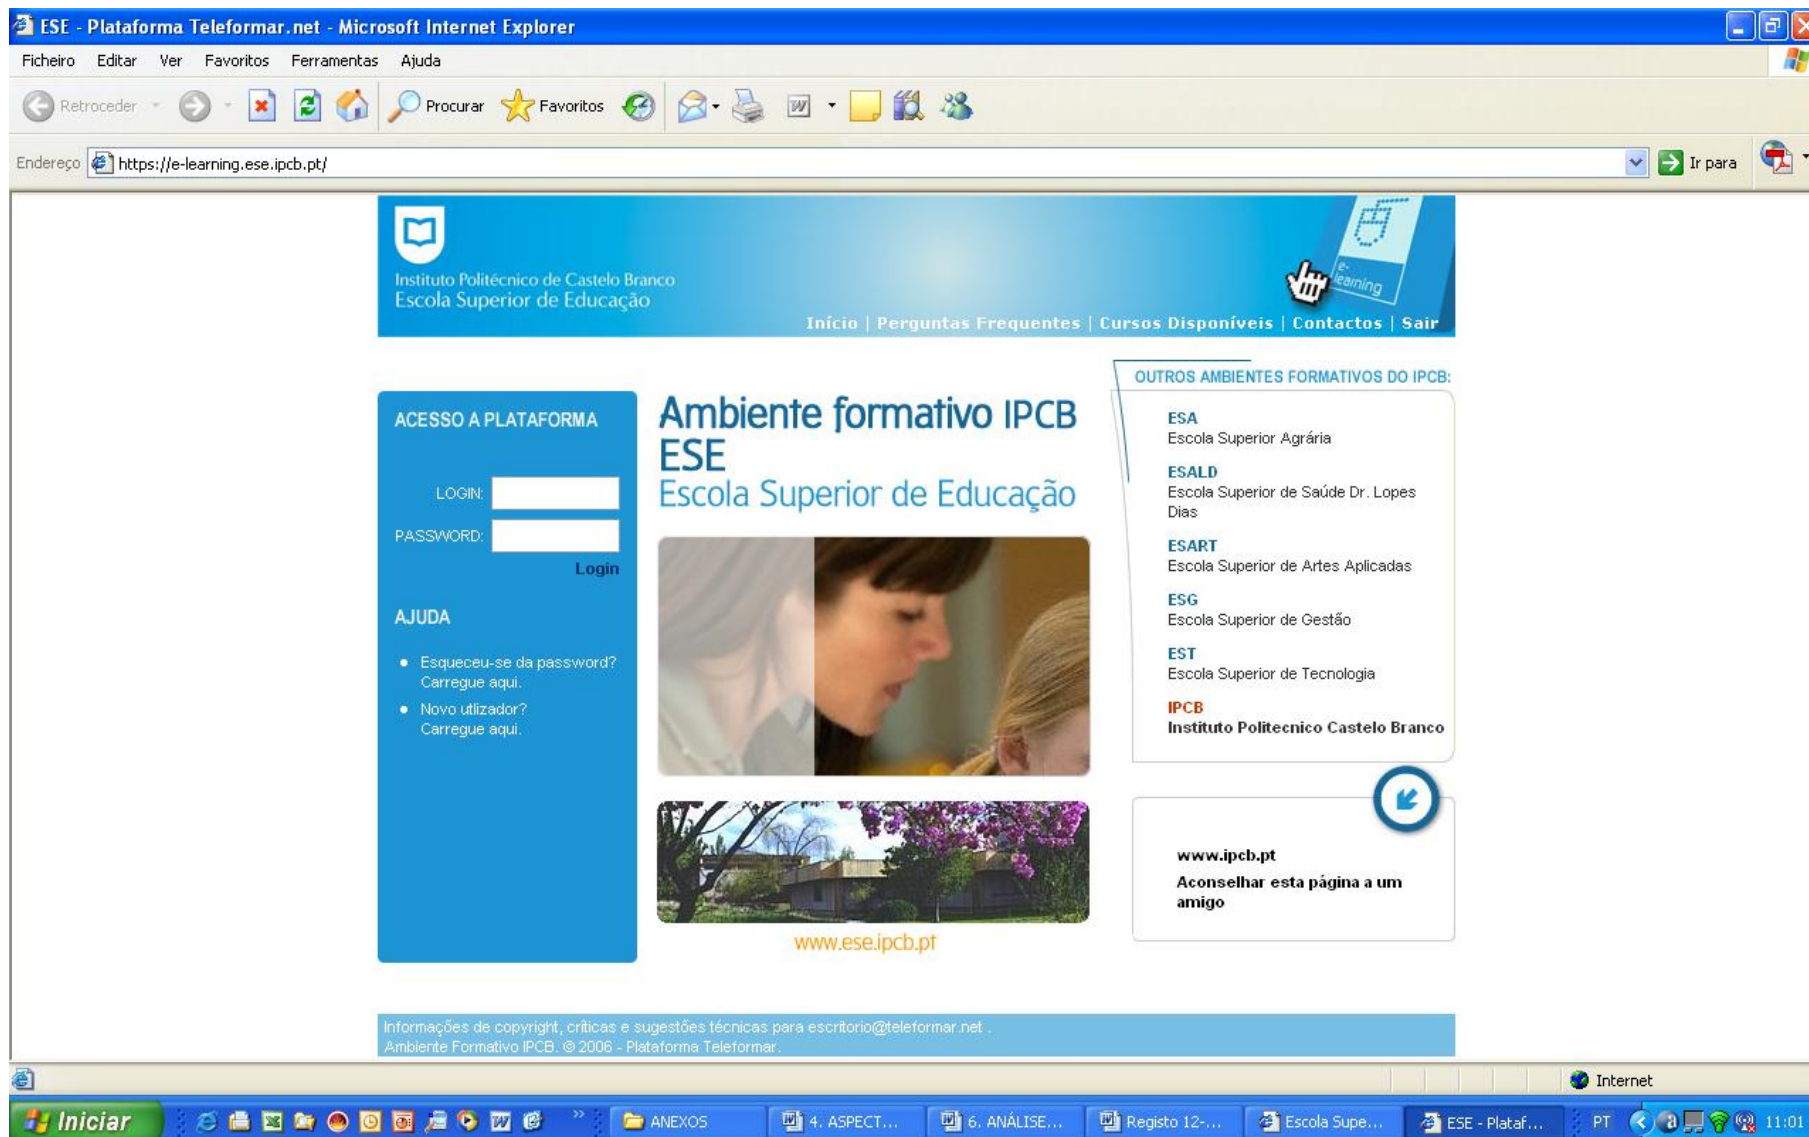 ESE - Plataforma Teleformar.net - Microsoft Internet Explorer
Ficheiro Editar Ver Favoritos Ferramentas Ajuda
Retroceder Procurar Favoritos
Endereço https://e-learning.ese.ipcb.pt/ Ir para
Instituto Politécnico de Castelo Branco
Escola Superior de Educação
e-
learning
Início | Perguntas Frequentes | Cursos Disponíveis | Contactos | Sair
ACESSO A PLATAFORMA
LOGIN:
PASSWORD:
Login
AJUDA
Esqueceu-se da password?
Carregue aqui.
Novo utlizador?
Carregue aqui.
Ambiente formativo IPCB
ESE
Escola Superior de Educação
www.ese.ipcb.pt
OUTROS AMBIENTES FORMATIVOS DO IPCB:
ESA
Escola Superior Agrária
ESALD
Escola Superior de Saúde Dr. Lopes
Dias
ESART
Escola Superior de Artes Aplicadas
ESG
Escola Superior de Gestão
EST
Escola Superior de Tecnologia
IPCB
Instituto Politecnico Castelo Branco
www.ipcb.pt
Aconselhar esta página a um
amigo
Informações de copyright, críticas e sugestões técnicas para escritorio@teleformar.net .
Ambiente Formativo IPCB. © 2006 - Plataforma Teleformar.
Internet
Iniciar ANEXOS 4. ASPECT... 6. ANÁLISE... Registo 12-... Escola Supe... ESE - Plataf... PT 11:01